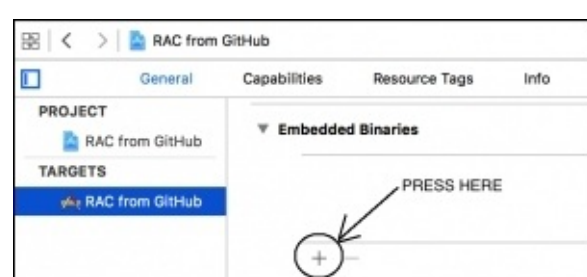 RAC from GitHub
General Capabilities Resource Tags Info
PROJECT
RAC from GitHub
Embedded Binaries
TARGETS
PRESS HERE
RAC from GitHub
+ −